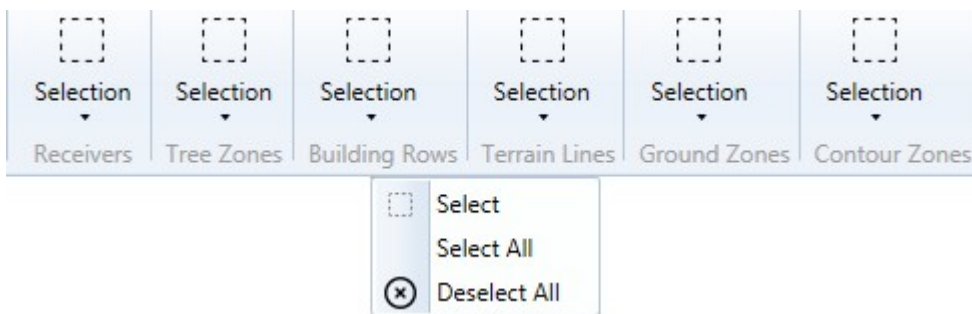 Selection Selection Selection Selection Selection Selection
Receivers Tree Zones Building Rows Terrain Lines Ground Zones Contour Zones
Select
Select All
Deselect All